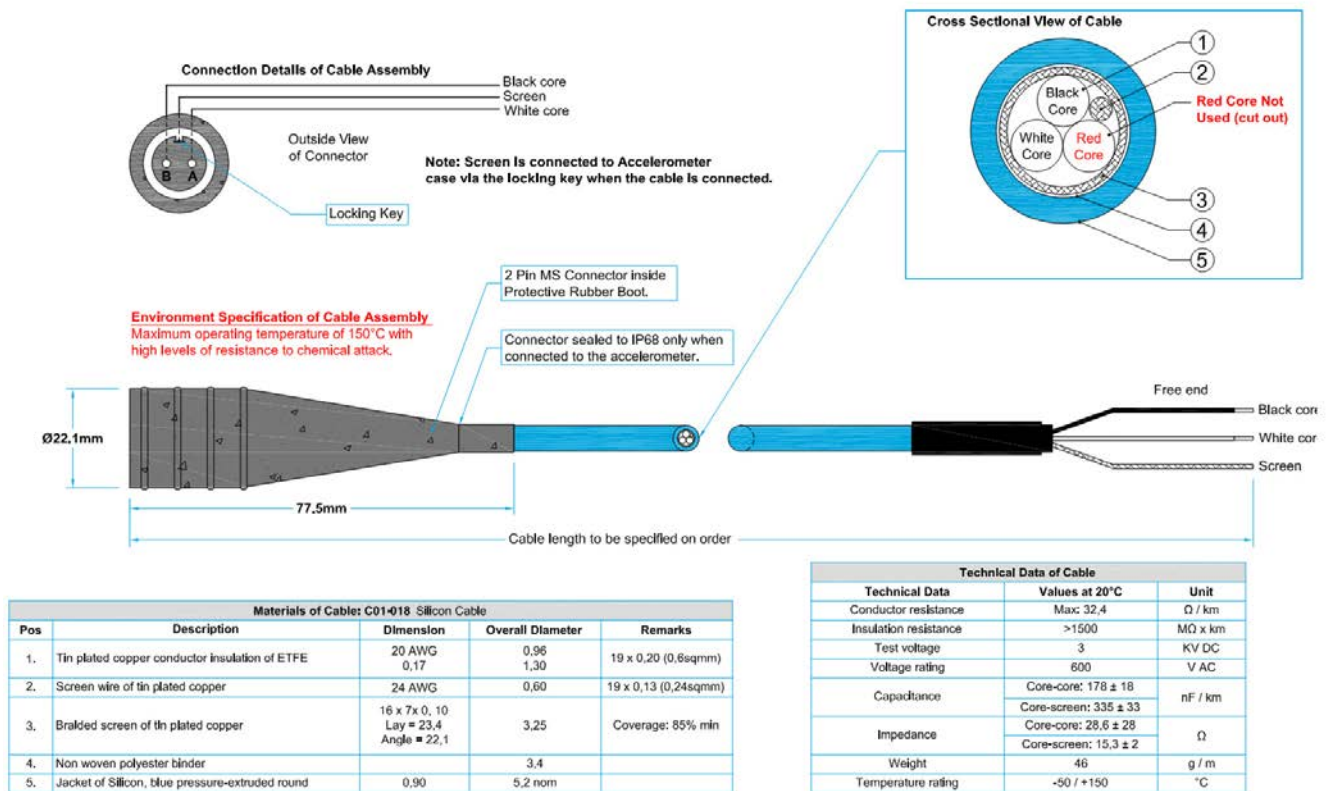 Cross Sectional View of Cable
1
2
Black
Core
White
Core
Red
Core
Red Core Not
Used (cut out)
3
4
5
Connection Details of Cable Assembly
Black core
Screen
White core
Outside View
of Connector
B A
Locking Key
Note: Screen is connected to Accelerometer
case via the locking key when the cable is connected.
2 Pin MS Connector inside
Protective Rubber Boot.
Environment Specification of Cable Assembly
Maximum operating temperature of 150°C with
high levels of resistance to chemical attack.
Connector sealed to IP68 only when
connected to the accelerometer.
Free end
Black core
White cor
Screen
Ø22.1mm
77.5mm
Cable length to be specified on order
Materials of Cable: C01-018 Silicon Cable
Pos Description Dimension Overall Diameter Remarks
1. Tin plated copper conductor insulation of ETFE 20 AWG 0,96 19 x 0,20 (0,6sqmm)
0,17 1,30
2. Screen wire of tin plated copper 24 AWG 0,60 19 x 0,13 (0,24sqmm)
3. Braided screen of tin plated copper 16 x 7x 0, 10 3,25 Coverage: 85% min
Lay = 23,4
Angle = 22,1
4. Non woven polyester binder 3,4
5. Jacket of Silicon, blue pressure-extruded round 0,90 5,2 nom
Technical Data of Cable
Technical Data Values at 20°C Unit
Conductor resistance Max: 32,4 Ω / km
Insulation resistance >1500 MΩ x km
Test voltage 3 KV DC
Voltage rating 600 V AC
Capacitance Core-core: 178 ± 18 nF / km
Core-screen: 335 ± 33
Impedance Core-core: 28,6 ± 28 Ω
Core-screen: 15,3 ± 2
Weight 46 g / m
Temperature rating -50 / +150 °C